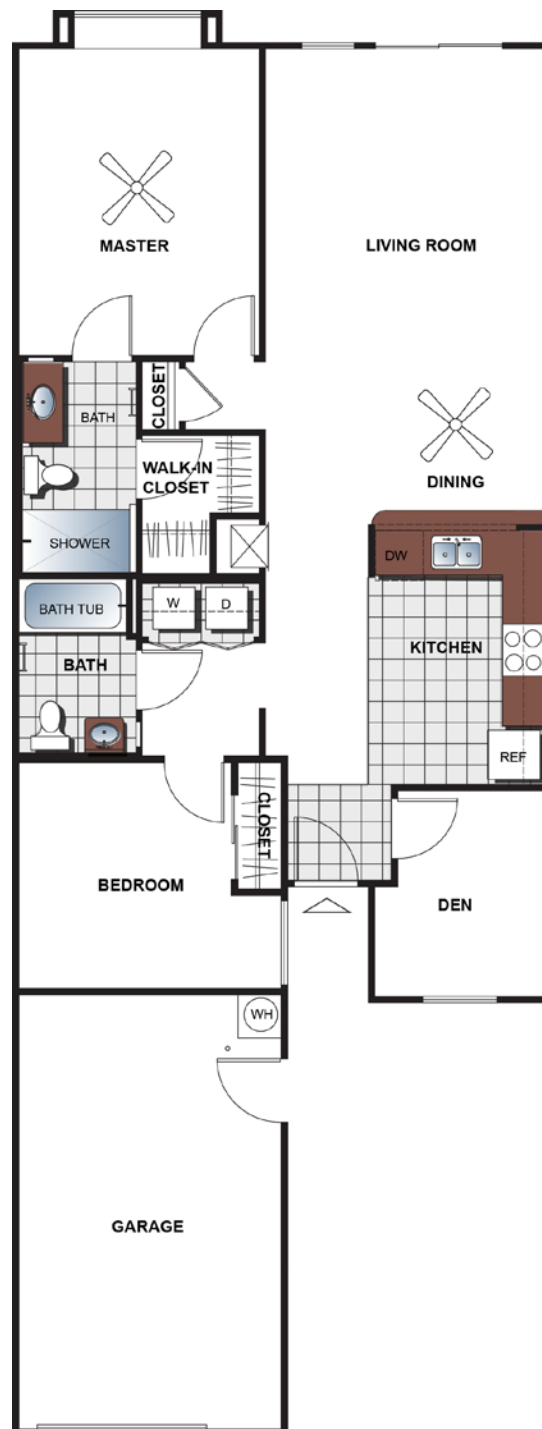 MASTER
LIVING ROOM
CLOSET
BATH
WALK-IN
CLOSET
DINING
SHOWER
DW
BATH TUB
W
D
BATH
KITCHEN
REF
CLOSET
BEDROOM
DEN
WH
GARAGE